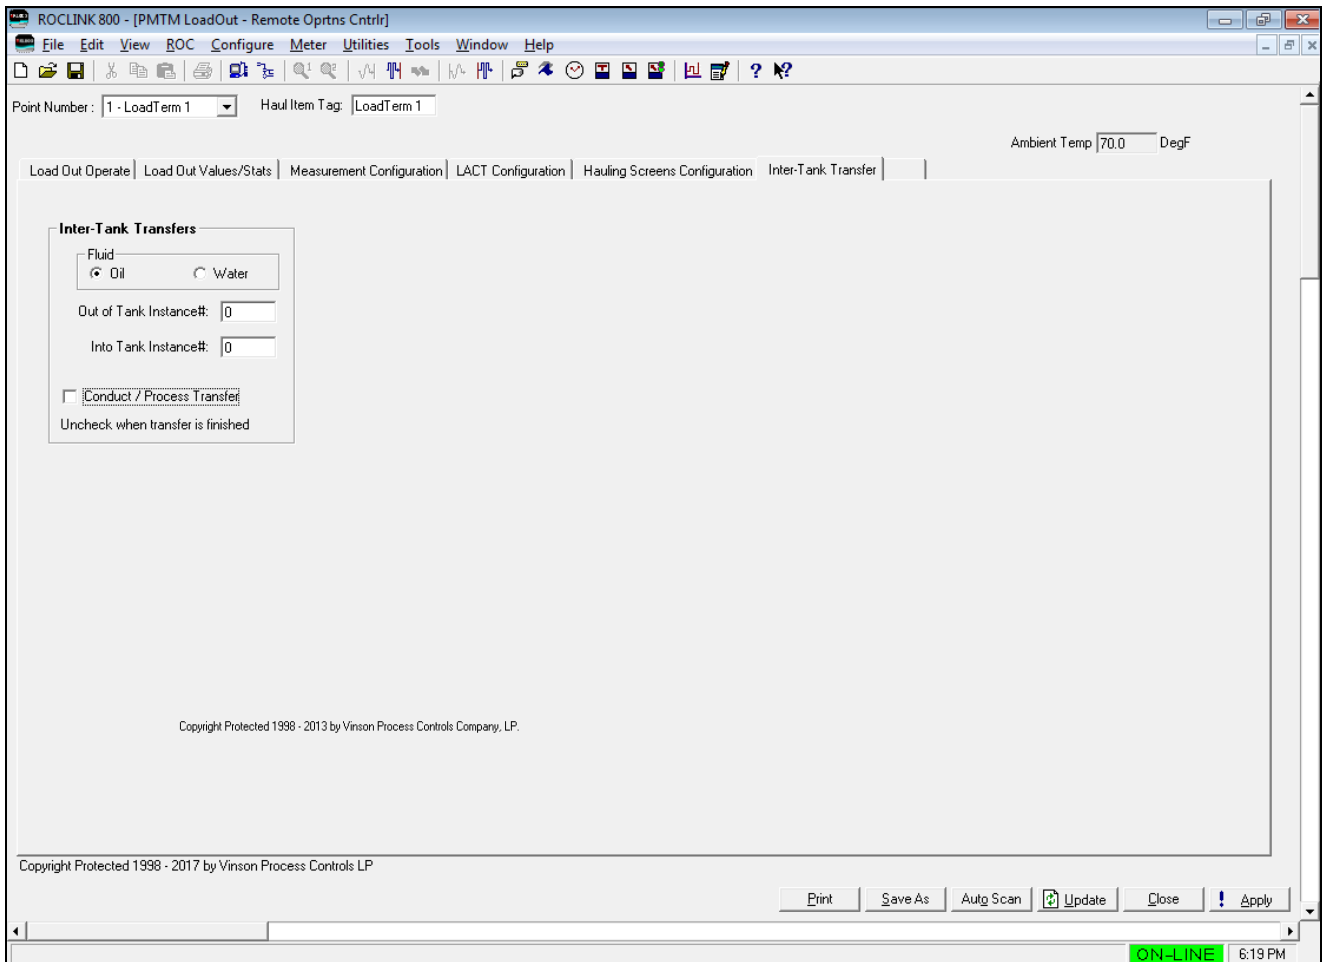 ROCLINK 800 - [PMTM LoadOut - Remote Oprtns Cntrlr]
File Edit View ROC Configure Meter Utilities Tools Window Help
Point Number : 1 - LoadTerm 1 Haul Item Tag: LoadTerm 1
Ambient Temp 70.0 DegF
Load Out Operate Load Out Values/Stats Measurement Configuration LACT Configuration Hauling Screens Configuration Inter-Tank Transfer
Inter-Tank Transfers
Fluid
Oil Water
Out of Tank Instance#: 0
Into Tank Instance#: 0
Conduct / Process Transfer
Uncheck when transfer is finished
Copyright Protected 1998 - 2013 by Vinson Process Controls Company, LP.
Copyright Protected 1998 - 2017 by Vinson Process Controls LP
Print Save As Auto Scan Update Close ! Apply
ON-LINE 6:19 PM